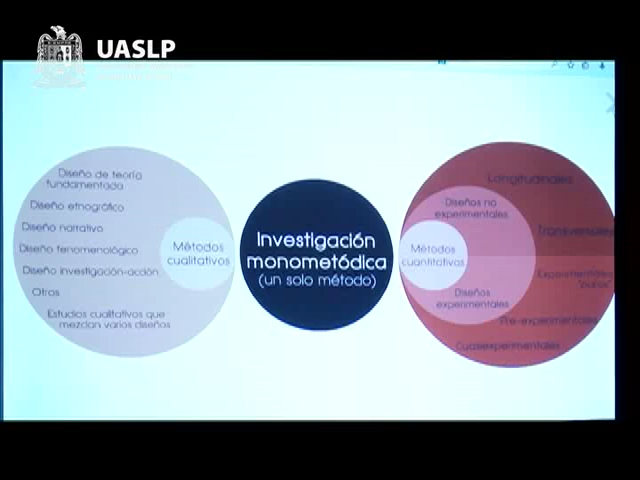 UASLP
Diseño de teoría
fundamentada
Diseño etnográfico
Diseño narrativo
Diseño fenomenológico
Diseño investigación-acción
Otros
Estudios cualitativos que
mezclan varios diseños
Métodos
cualitativos
Investigación
monometódica
(un solo método)
Métodos
cuantitativos
Diseños no
experimentales
Diseños
experimentales
Longitudinales
Transversales
Experimentales
"puros"
Pre-experimentales
Cuasiexperimentales